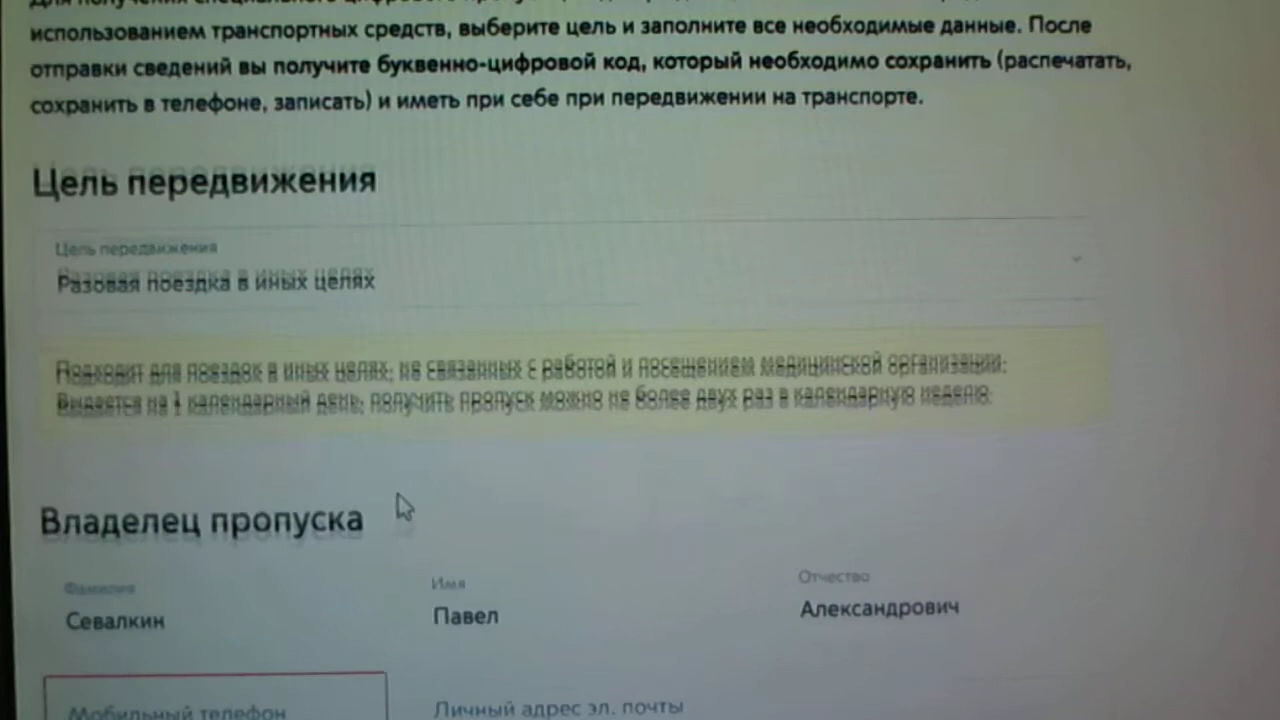 использованием транспортных средств, выберите цель и заполните все необходимые данные. После
отправки сведений вы получите буквенно-цифровой код, который необходимо сохранить (распечатать,
сохранить в телефоне, записать) и иметь при себе при передвижении на транспорте.
Цель передвижения
Цель передвижения
Разовая поездка в иных целях
Подходит для поездок в иных целях, не связанных с работой и посещением медицинской организации.
Выдается на 1 календарный день, получить пропуск можно не более двух раз в календарную неделю.
Владелец пропуска
Фамилия Имя Отчество
Севалкин Павел Александрович
Мобильный телефон Личный адрес эл. почты